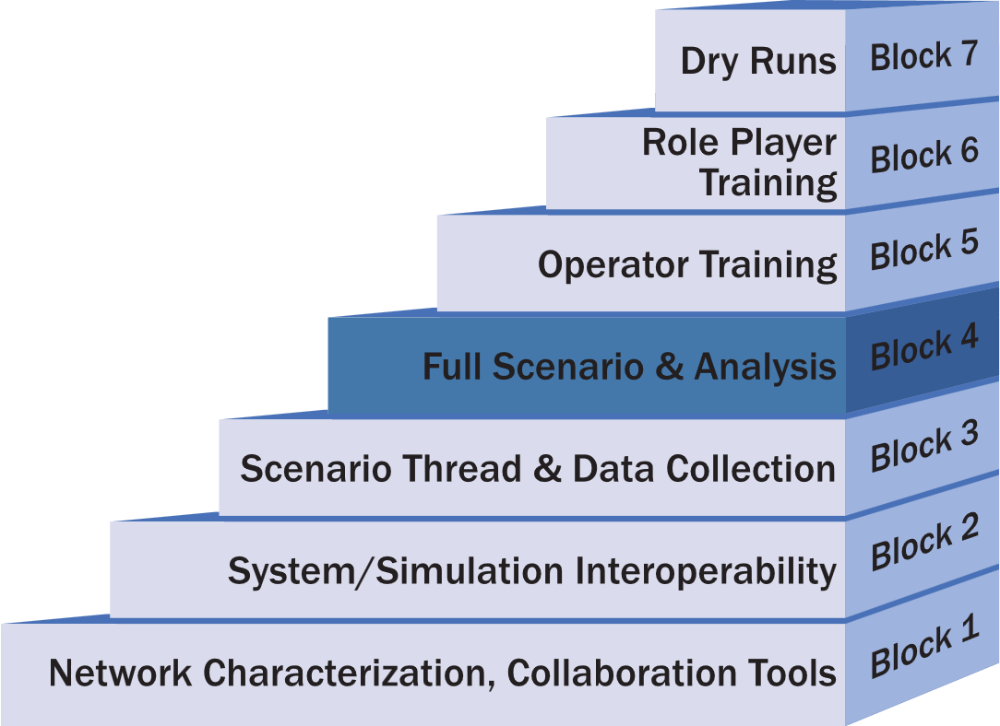 Dry Runs
Block 7
Role Player
Training
Block 6
Operator Training
Block 5
Full Scenario & Analysis
Block 4
Scenario Thread & Data Collection
Block 3
System/Simulation Interoperability
Block 2
Network Characterization, Collaboration Tools
Block 1